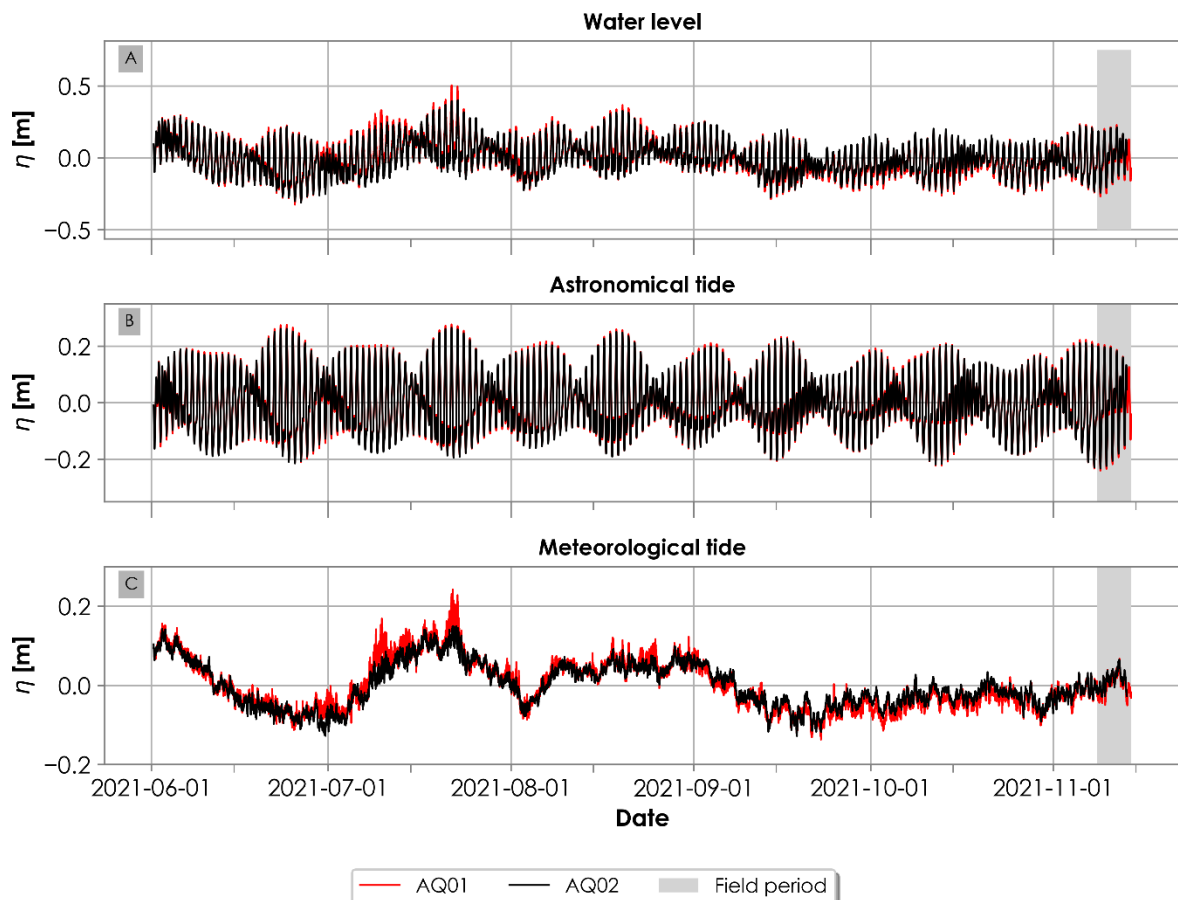 Water level
A
0.5
0.0
−0.5
η [m]
Astronomical tide
B
0.2
0.0
−0.2
η [m]
Meteorological tide
C
0.2
0.0
−0.2
η [m]
2021-06-01 2021-07-01 2021-08-01 2021-09-01 2021-10-01 2021-11-01
Date
AQ01 AQ02 Field period